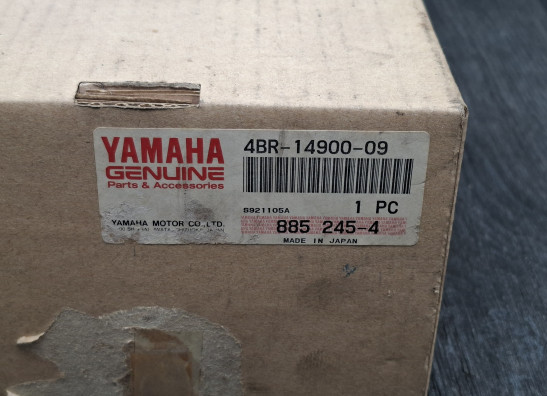 YAMAHA
GENUINE
Parts & Accessories
YAMAHA MOTOR CO.,LTD.
4BR-14900-09
8921105A
1 PC
885 245-4
MADE IN JAPAN